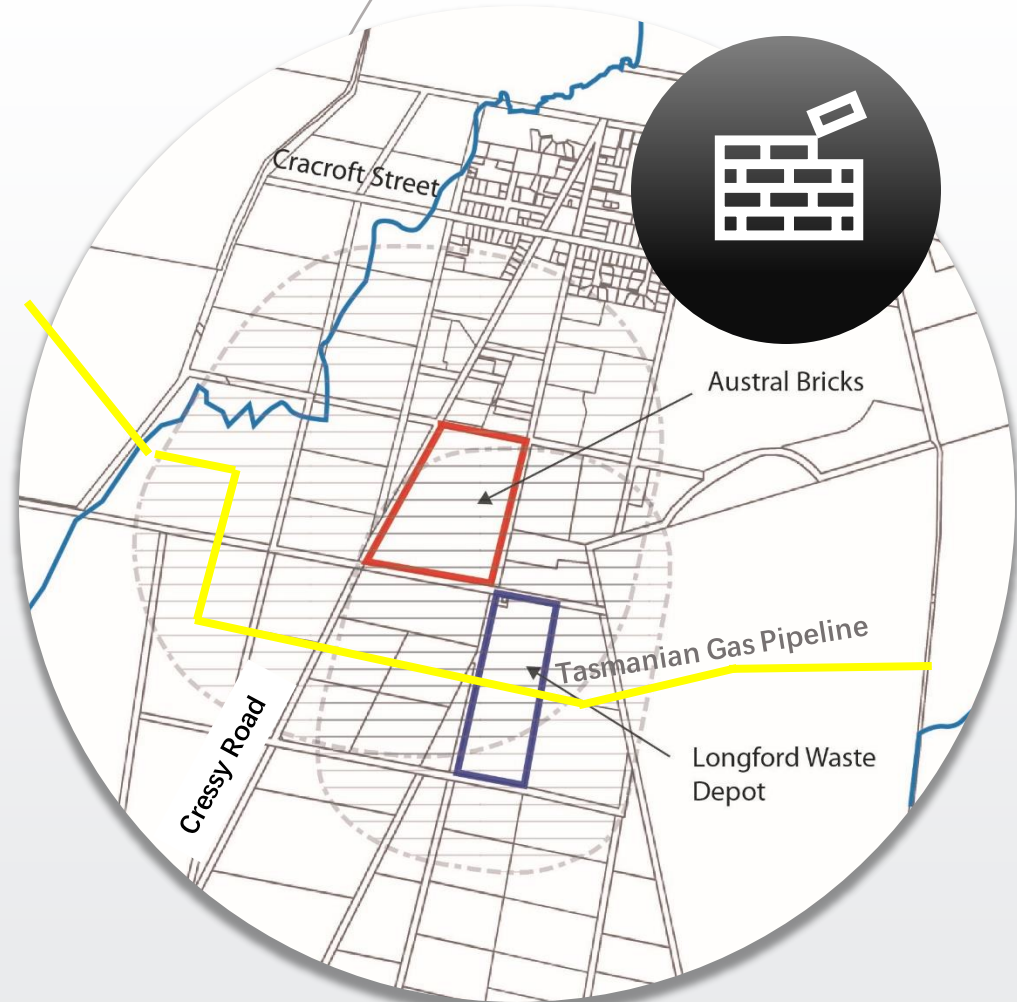 Cracroft Street
Austral Bricks
Tasmanian Gas Pipeline
Cressy Road
Longford Waste
Depot